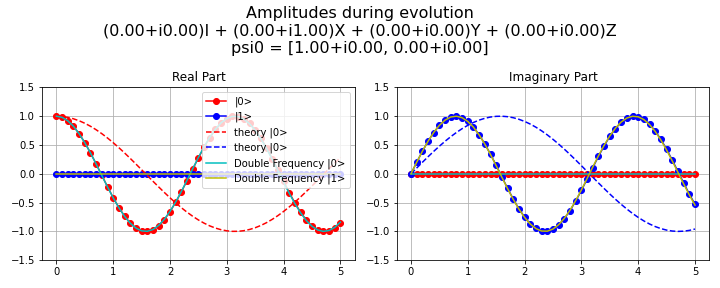 Amplitudes during evolution
(0.00+i0.00)I + (0.00+i1.00)X + (0.00+i0.00)Y + (0.00+i0.00)Z
psi0 = [1.00+i0.00, 0.00+i0.00]
Real Part
1.5
1.0
0.5
0.0
−0.5
−1.0
−1.5
0 1 2 3 4 5
|0>
|1>
theory |0>
theory |0>
Double Frequency |0>
Double Frequency |1>
Imaginary Part
1.5
1.0
0.5
0.0
−0.5
−1.0
−1.5
0 1 2 3 4 5